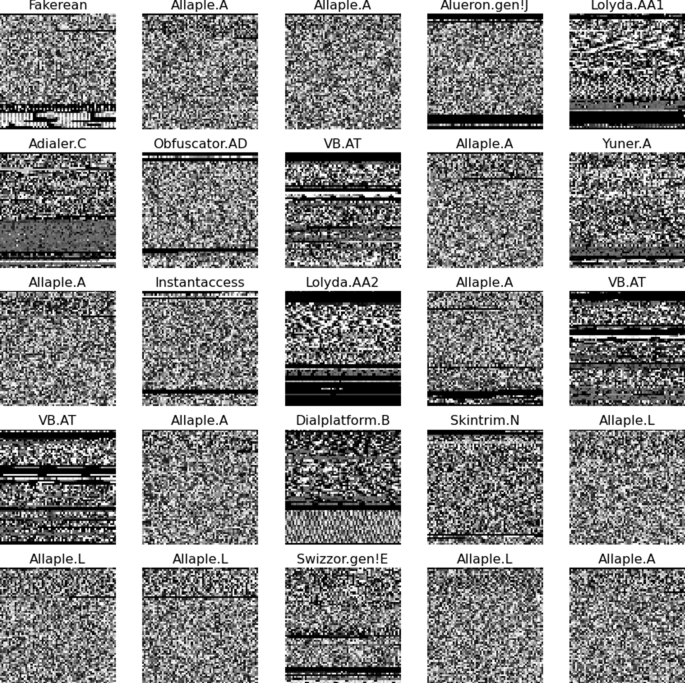 Fakerean Allaple.A Allaple.A Alueron.gen!J Lolyda.AA1
Adialer.C Obfuscator.AD VB.AT Allaple.A Yuner.A
Allaple.A Instantaccess Lolyda.AA2 Allaple.A VB.AT
VB.AT Allaple.A Dialplatform.B Skintrim.N Allaple.L
Allaple.L Allaple.L Swizzor.gen!E Allaple.L Allaple.A